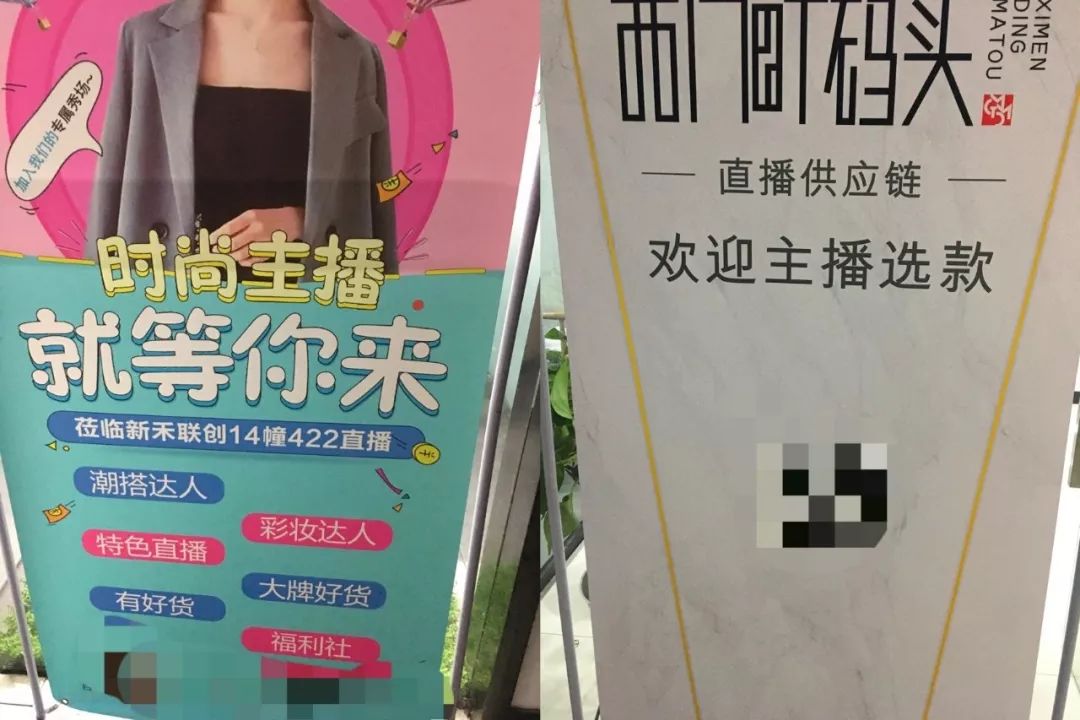 加入我们的专属秀场~
时尚主播
就等你来
莅临新禾联创14幢422直播
潮搭达人
彩妆达人
特色直播
大牌好货
有好货
福利社
西门町码头
XIMEN
DING
MATOU
直播供应链
欢迎主播选款